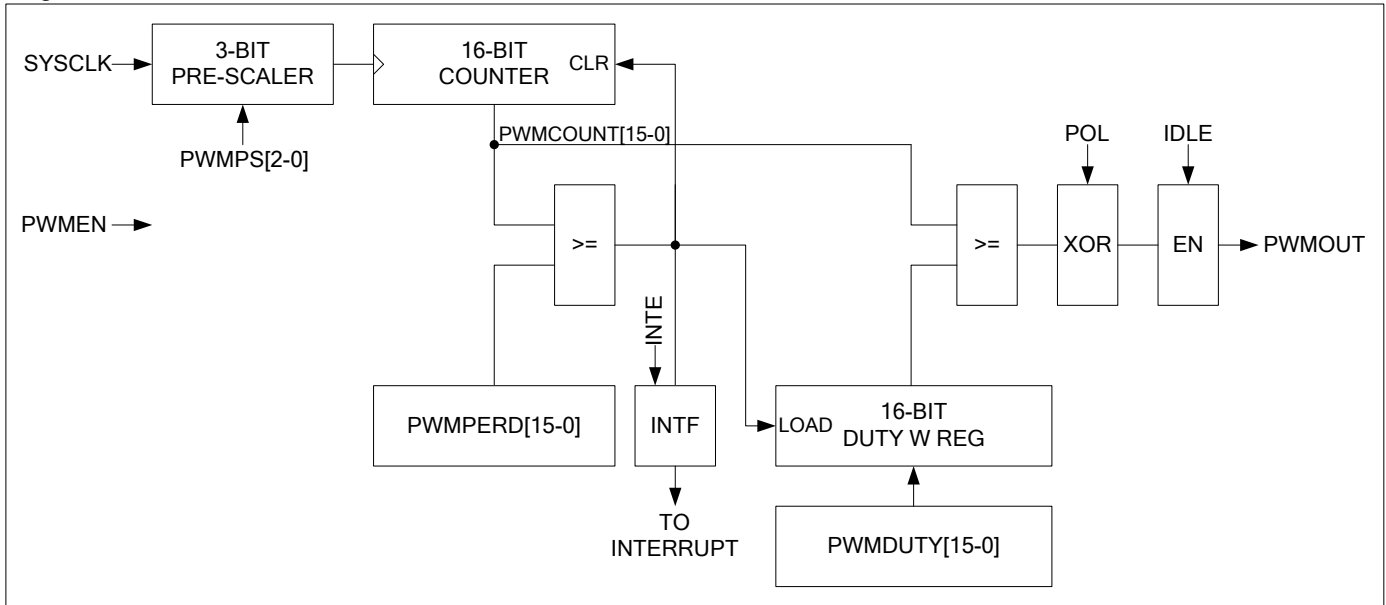 SYSCLK
3-BIT
PRE-SCALER
16-BIT
COUNTER
CLR
PWMPS[2-0]
PWMCOUNT[15-0]
POL
IDLE
PWMEN
>=
>=
XOR
EN
PWMOUT
INTE
PWMPERD[15-0]
INTF
LOAD
16-BIT
DUTY W REG
TO
INTERRUPT
PWMDUTY[15-0]